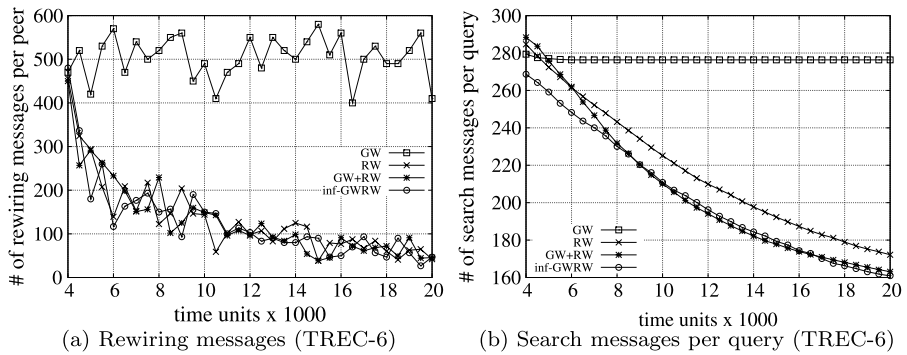 # of rewiring messages per peer
600
500
400
300
200
100
0
GW
RW
GW+RW
inf-GWRW
4 6 8 10 12 14 16 18 20
time units x 1000
(a) Rewiring messages (TREC-6)
# of search messages per query
300
280
260
240
220
200
180
160
GW
RW
GW+RW
inf-GWRW
4 6 8 10 12 14 16 18 20
time units x 1000
(b) Search messages per query (TREC-6)